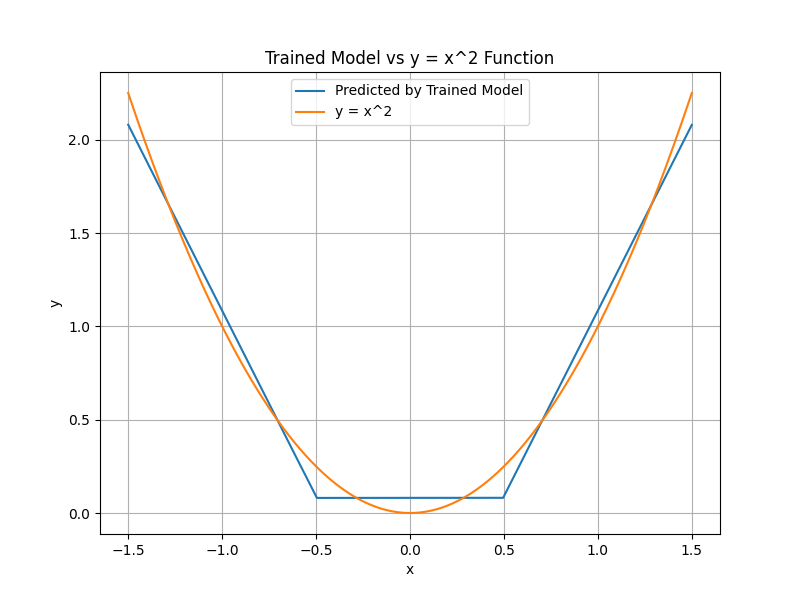 Trained Model vs y = x^2 Function
Predicted by Trained Model
y = x^2
y
2.0
1.5
1.0
0.5
0.0
−1.5 −1.0 −0.5 0.0 0.5 1.0 1.5
x